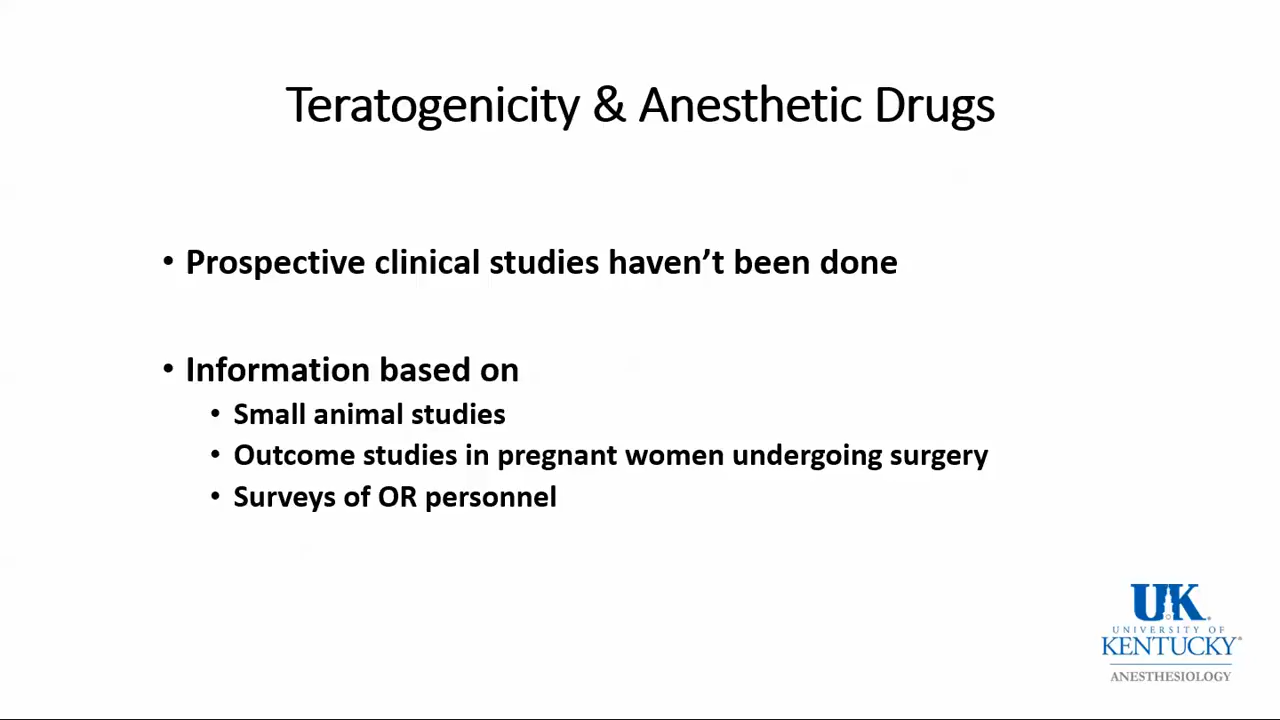 Teratogenicity & Anesthetic Drugs
• Prospective clinical studies haven’t been done
• Information based on
• Small animal studies
• Outcome studies in pregnant women undergoing surgery
• Surveys of OR personnel
UK
UNIVERSITY OF
KENTUCKY
ANESTHESIOLOGY